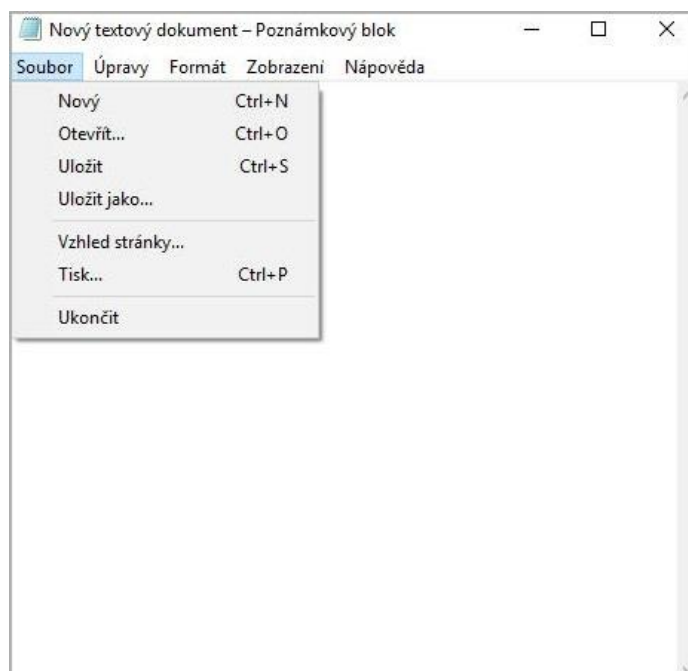 Nový textový dokument – Poznámkový blok
Soubor Úpravy Formát Zobrazení Nápověda
Nový Ctrl+N
Otevřít... Ctrl+O
Uložit Ctrl+S
Uložit jako...
Vzhled stránky...
Tisk... Ctrl+P
Ukončit